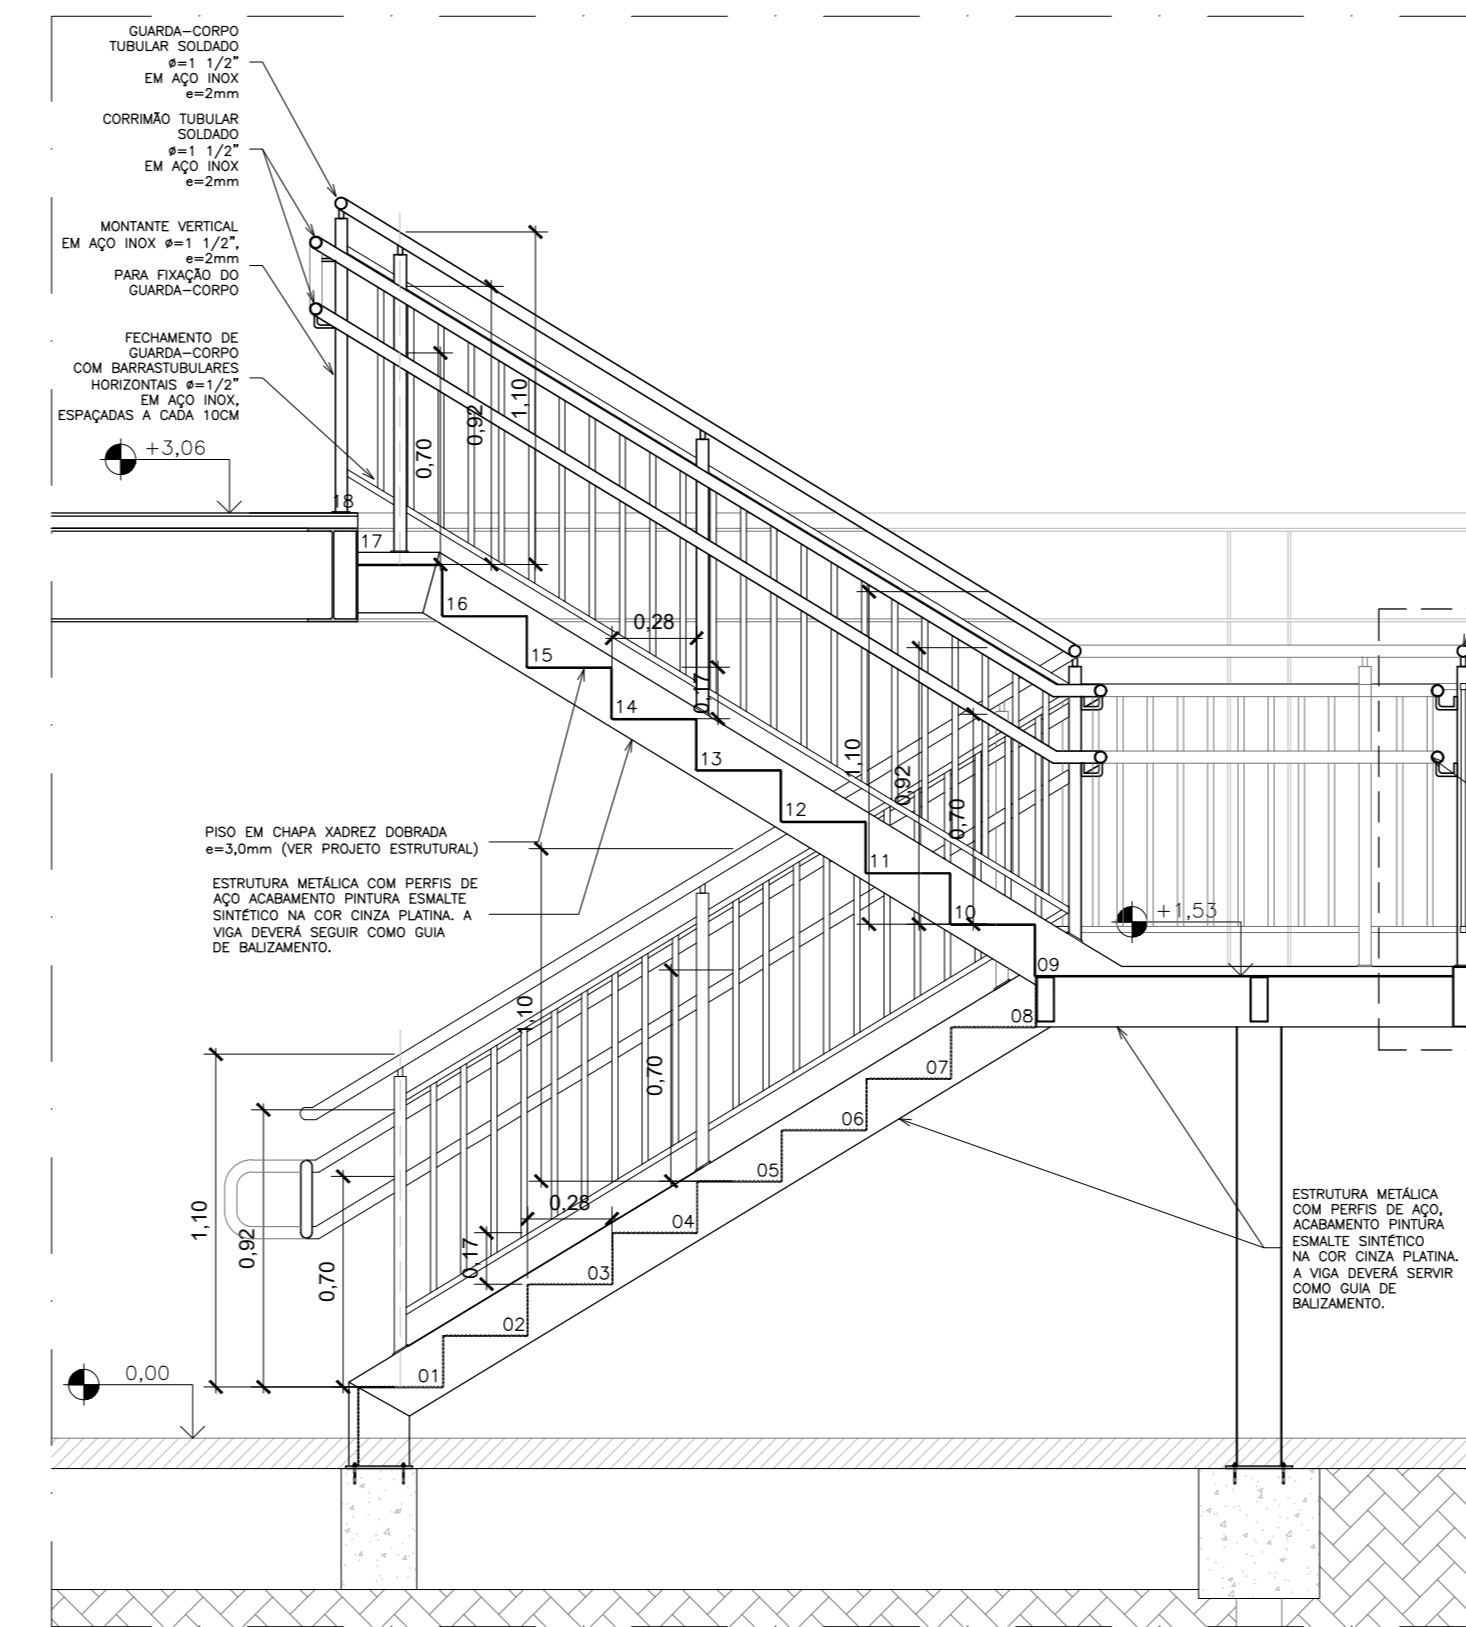 GUARDA-CORPO
TUBULAR SOLDADO
ø=1 1/2"
EM AÇO INOX
e=2mm
CORRIMÃO TUBULAR
SOLDADO
ø=1 1/2"
EM AÇO INOX
e=2mm
MONTANTE VERTICAL
EM AÇO INOX ø=1 1/2",
e=2mm
PARA FIXAÇÃO DO
GUARDA-CORPO
FECHAMENTO DE
GUARDA-CORPO
COM BARRASTUBULARES
HORIZONTAIS ø=1/2"
EM AÇO INOX,
ESPAÇADAS A CADA 10CM
+3,06
1,10
0,92
0,70
18
17
16
15
14
13
12
11
10
09
0,28
0,17
1,10
0,92
0,70
+1,53
PISO EM CHAPA XADREZ DOBRADA
e=3,0mm (VER PROJETO ESTRUTURAL)
ESTRUTURA METÁLICA COM PERFIS DE
AÇO ACABAMENTO PINTURA ESMALTE
SINTÉTICO NA COR CINZA PLATINA. A
VIGA DEVERÁ SEGUIR COMO GUIA
DE BALIZAMENTO.
08
07
06
05
04
03
02
01
1,10
0,70
0,28
0,17
1,10
0,92
0,70
0,00
ESTRUTURA METÁLICA
COM PERFIS DE AÇO,
ACABAMENTO PINTURA
ESMALTE SINTÉTICO
NA COR CINZA PLATINA.
A VIGA DEVERÁ SERVIR
COMO GUIA DE
BALIZAMENTO.